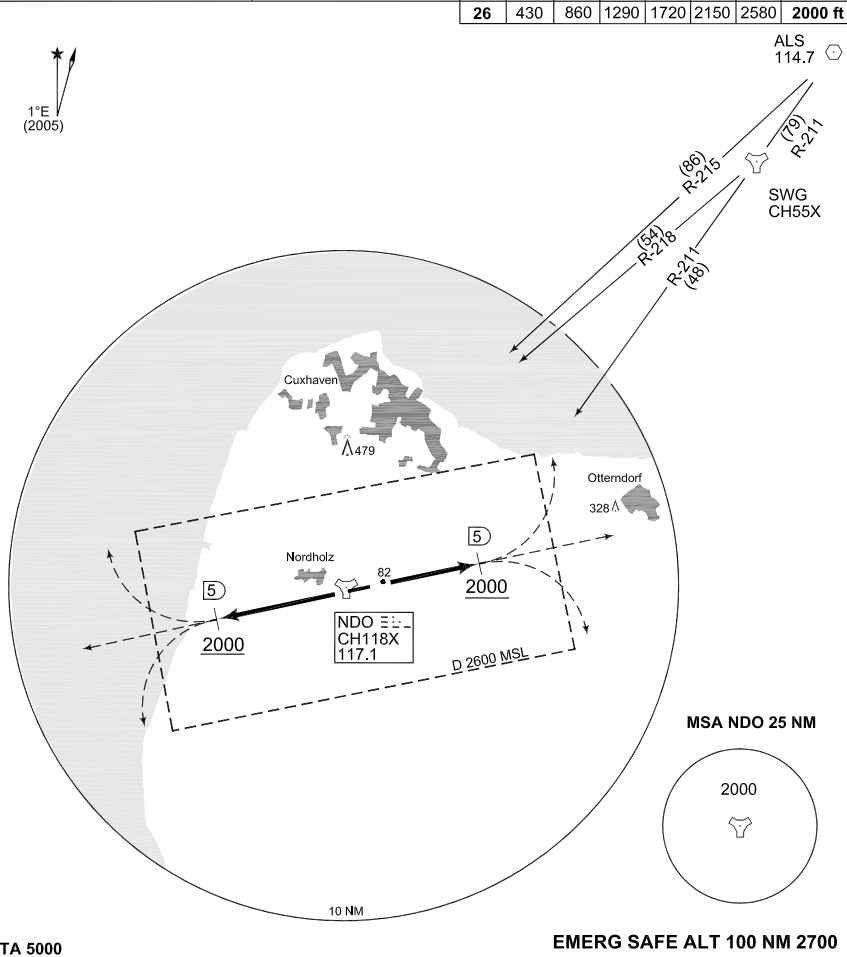 26 430 860 1290 1720 2150 2580 2000 ft
ALS
114.7
1°E
(2005)
(79)
R-211
(86)
R-215
SWG
CH55X
(54)
R-218
R-211
(48)
Cuxhaven
479
Otterndorf
328
5
Nordholz
82
2000
5
2000
NDO
CH118X
117.1
D 2600 MSL
MSA NDO 25 NM
2000
10 NM
TA 5000
EMERG SAFE ALT 100 NM 2700